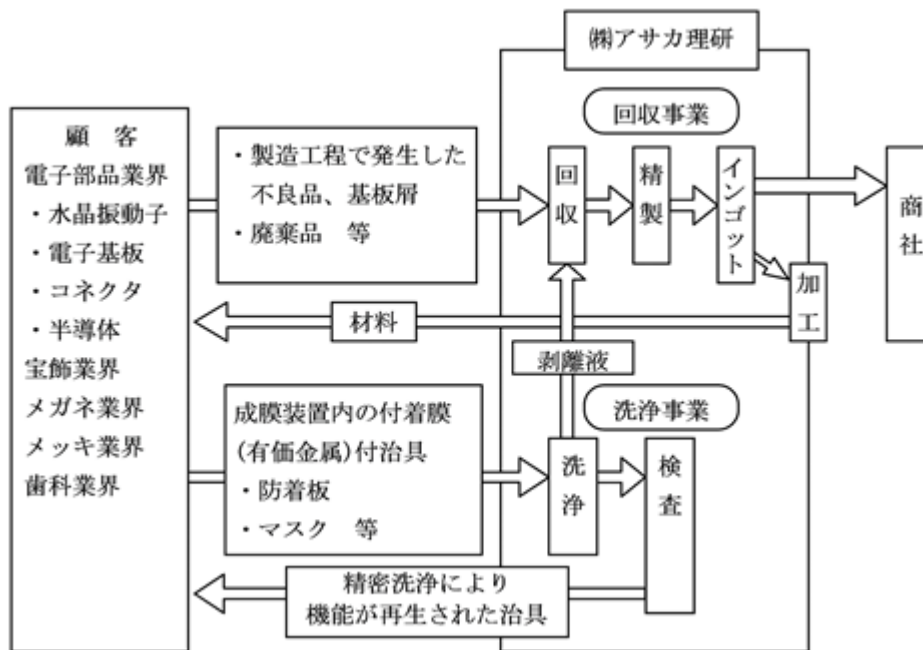 ㈱アサカ理研
顧　客
電子部品業界
・水晶振動子
・電子基板
・コネクタ
・半導体
宝飾業界
メガネ業界
メッキ業界
歯科業界
・製造工程で発生した
不良品、基板層
・廃棄品　等
回収事業
回収
精製
インゴット
商社
加工
材料
剥離液
成膜装置内の付着膜
(有価金属)付治具
・防着板
・マスク　等
洗浄事業
洗浄
検査
精密洗浄により
機能が再生された治具